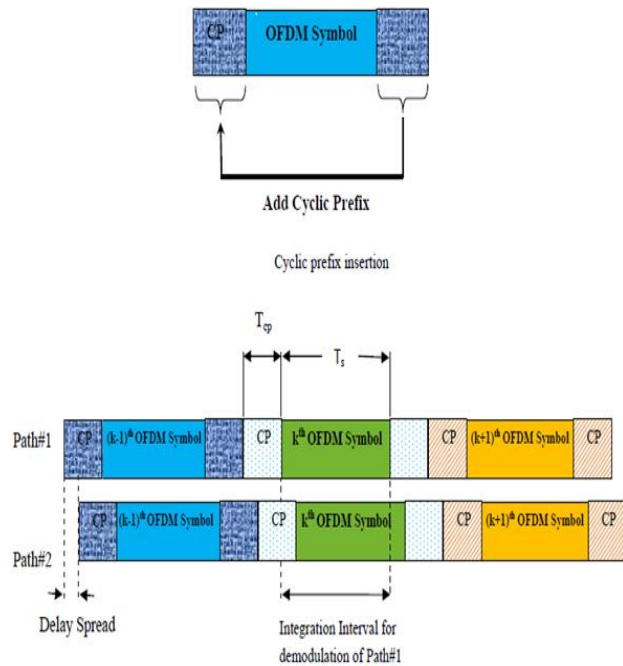 CP OFDM Symbol
Add Cyclic Prefix
Cyclic prefix insertion
Tcp
Ts
Path#1 CP (k-1)th OFDM Symbol CP kth OFDM Symbol CP (k+1)th OFDM Symbol CP
Path#2 CP (k-1)th OFDM Symbol CP kth OFDM Symbol CP (k+1)th OFDM Symbol CP
Delay Spread
Integration Interval for
demodulation of Path#1